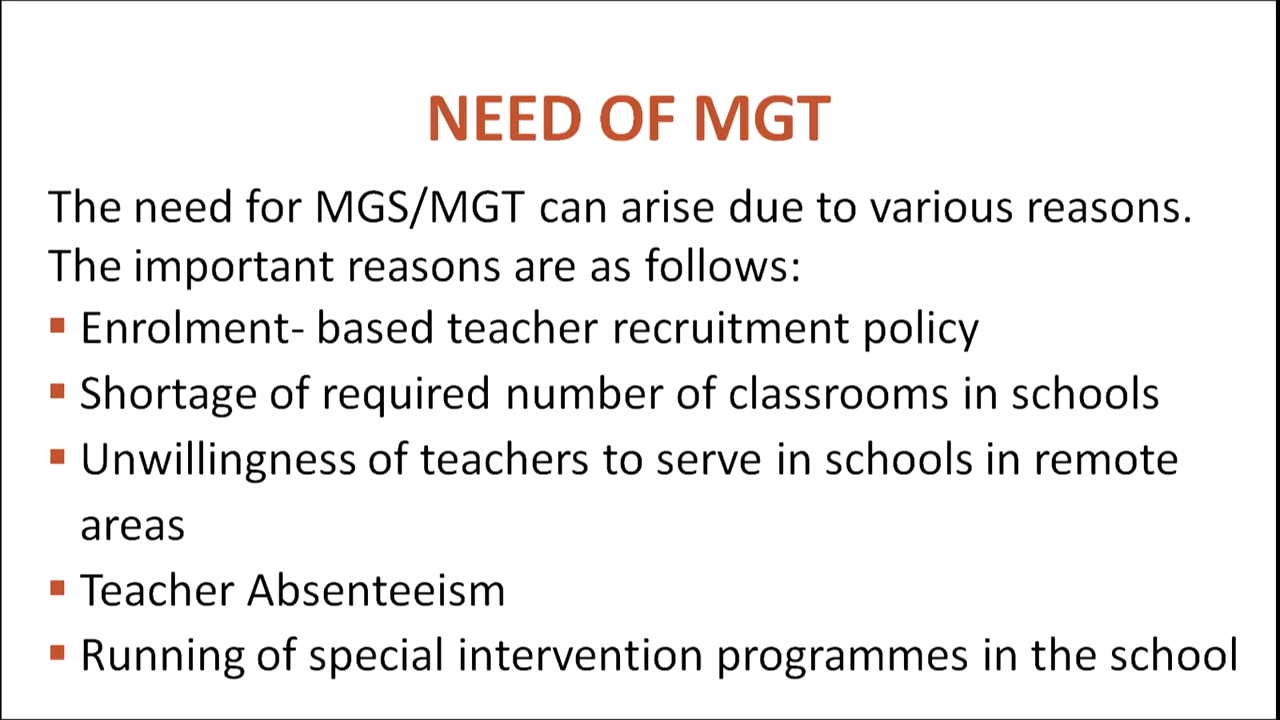 NEED OF MGT
The need for MGS/MGT can arise due to various reasons.
The important reasons are as follows:
▪ Enrolment- based teacher recruitment policy
▪ Shortage of required number of classrooms in schools
▪ Unwillingness of teachers to serve in schools in remote
areas
▪ Teacher Absenteeism
▪ Running of special intervention programmes in the school